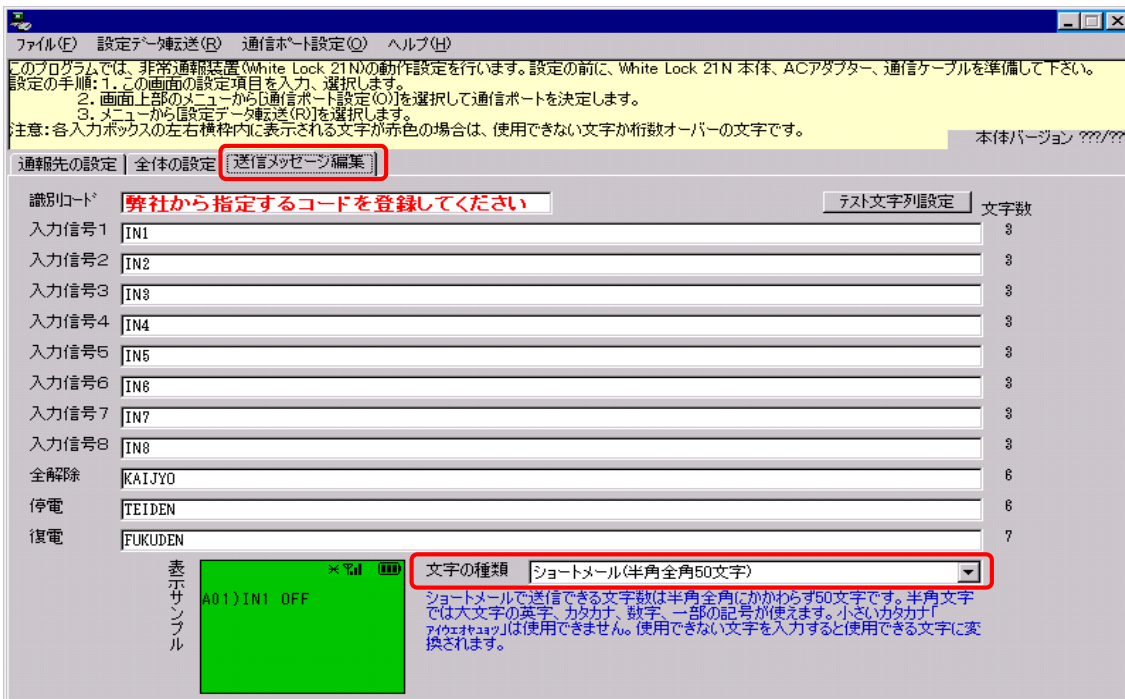 ファイル(F) 設定データ転送(R) 通信ポート設定(O) ヘルプ(H)
このプログラムでは、非常通報装置(White Lock 21N)の動作設定を行います。設定の前に、White Lock 21N 本体、ACアダプター、通信ケーブルを準備して下さい。
設定の手順:1. この画面の設定項目を入力、選択します。
2. 画面上部のメニューから[通信ポート設定(O)]を選択して通信ポートを決定します。
3. メニューから[設定データ転送(R)]を選択します。
注意:各入力ボックスの左右横枠内に表示される文字が赤色の場合は、使用できない文字か桁数オーバーの文字です。
本体バージョン ???/??
通報先の設定 全体の設定 送信メッセージ編集
識別コード 弊社から指定するコードを登録してください テスト文字列設定 文字数
入力信号1 IN1 3
入力信号2 IN2 3
入力信号3 IN3 3
入力信号4 IN4 3
入力信号5 IN5 3
入力信号6 IN6 3
入力信号7 IN7 3
入力信号8 IN8 3
全解除 KAIJYO 6
停電 TEIDEN 6
復電 FUKUDEN 7
表示サンプル
A01)IN1 OFF
文字の種類 ショートメール(半角全角50文字)
ショートメールで送信できる文字数は半角全角にかかわらず50文字です。半角文字
では大文字の英字、カタカナ、数字、一部の記号が使えます。小さいカタカナ「
ァィゥェォャュョッ」は使用できません。使用できない文字を入力すると使用できる文字に変
換されます。